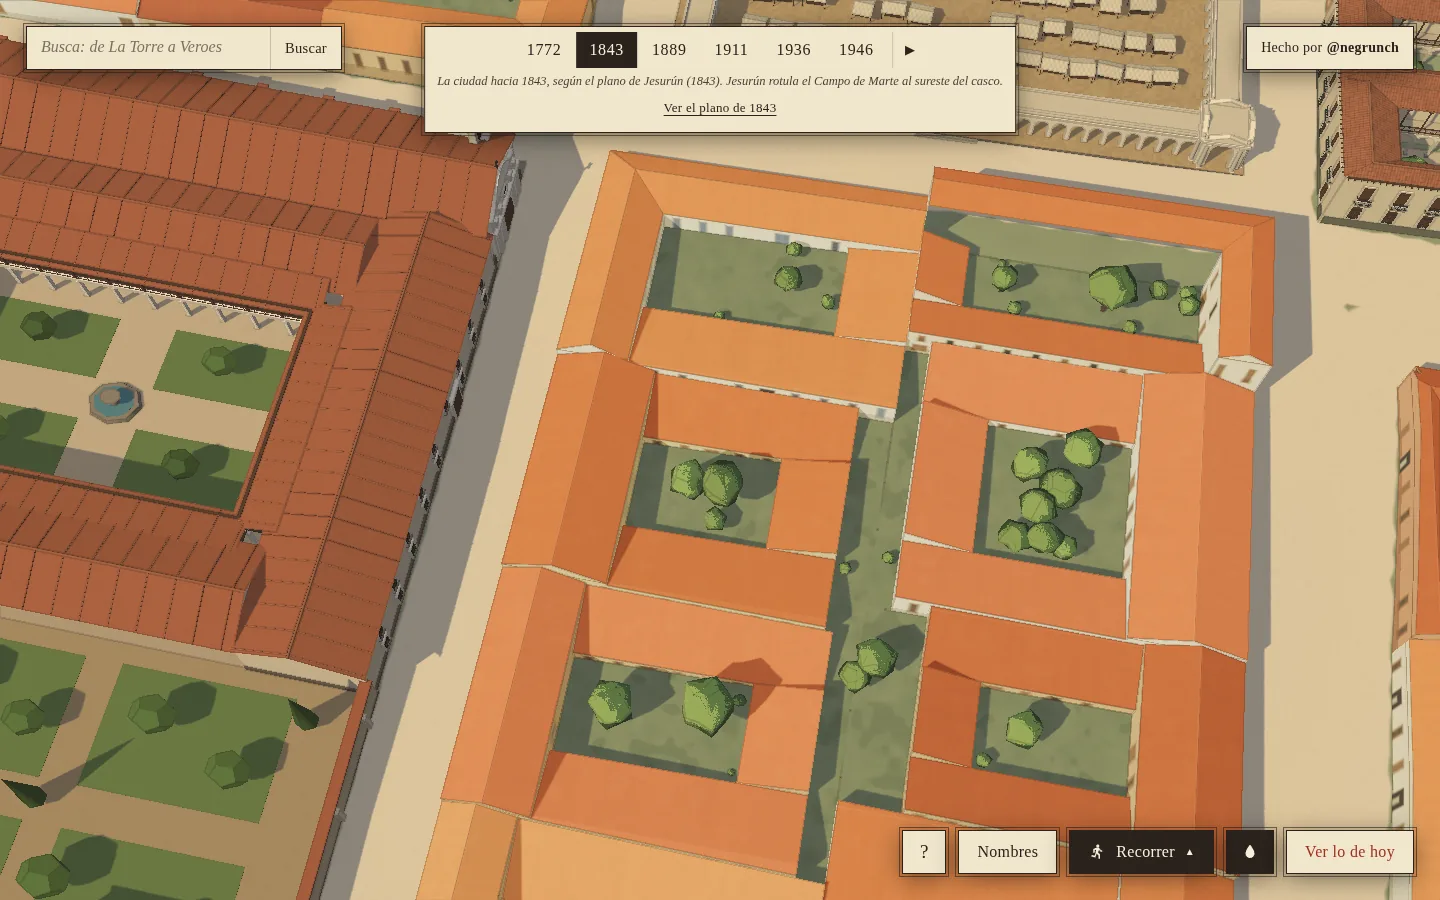 Busca: de La Torre a Veroes
Buscar
1772 1843 1889 1911 1936 1946 ▶
La ciudad hacia 1843, según el plano de Jesurún (1843). Jesurún rotula el Campo de Marte al sureste del casco.
Ver el plano de 1843
Hecho por @negrunch
?
Nombres
Recorrer ▲
Ver lo de hoy